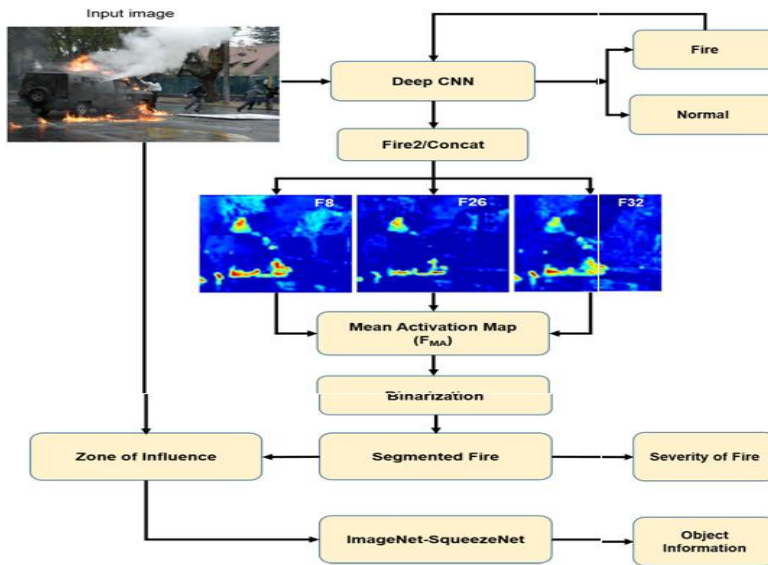 Input image
Fire
Deep CNN
Normal
Fire2/Concat
F8
F26
F32
Mean Activation Map
(FMA)
Binarization
Zone of Influence
Segmented Fire
Severity of Fire
ImageNet-SqueezeNet
Object
Information